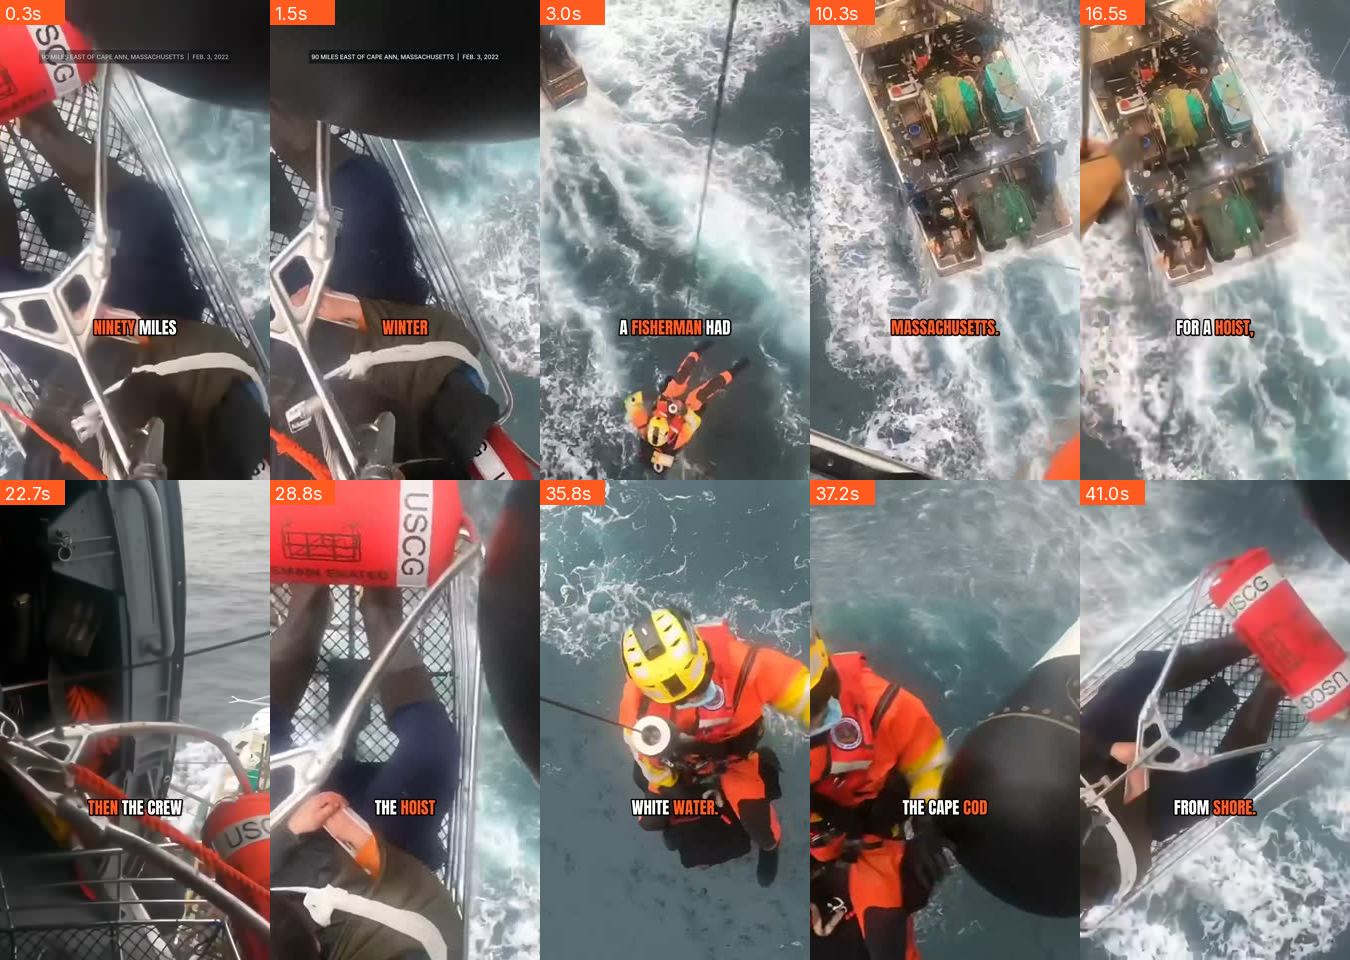 0.3s
1.5s
3.0s
10.3s
16.5s
SCG
90 MILES EAST OF CAPE ANN, MASSACHUSETTS | FEB. 3, 2022
90 MILES EAST OF CAPE ANN, MASSACHUSETTS | FEB. 3, 2022
NINETY MILES
WINTER
A FISHERMAN HAD
MASSACHUSETTS.
FOR A HOIST,
22.7s
28.8s
35.8s
37.2s
41.0s
USCG
USCG
USCG
THEN THE CREW
THE HOIST
WHITE WATER.
THE CAPE COD
FROM SHORE.
USC